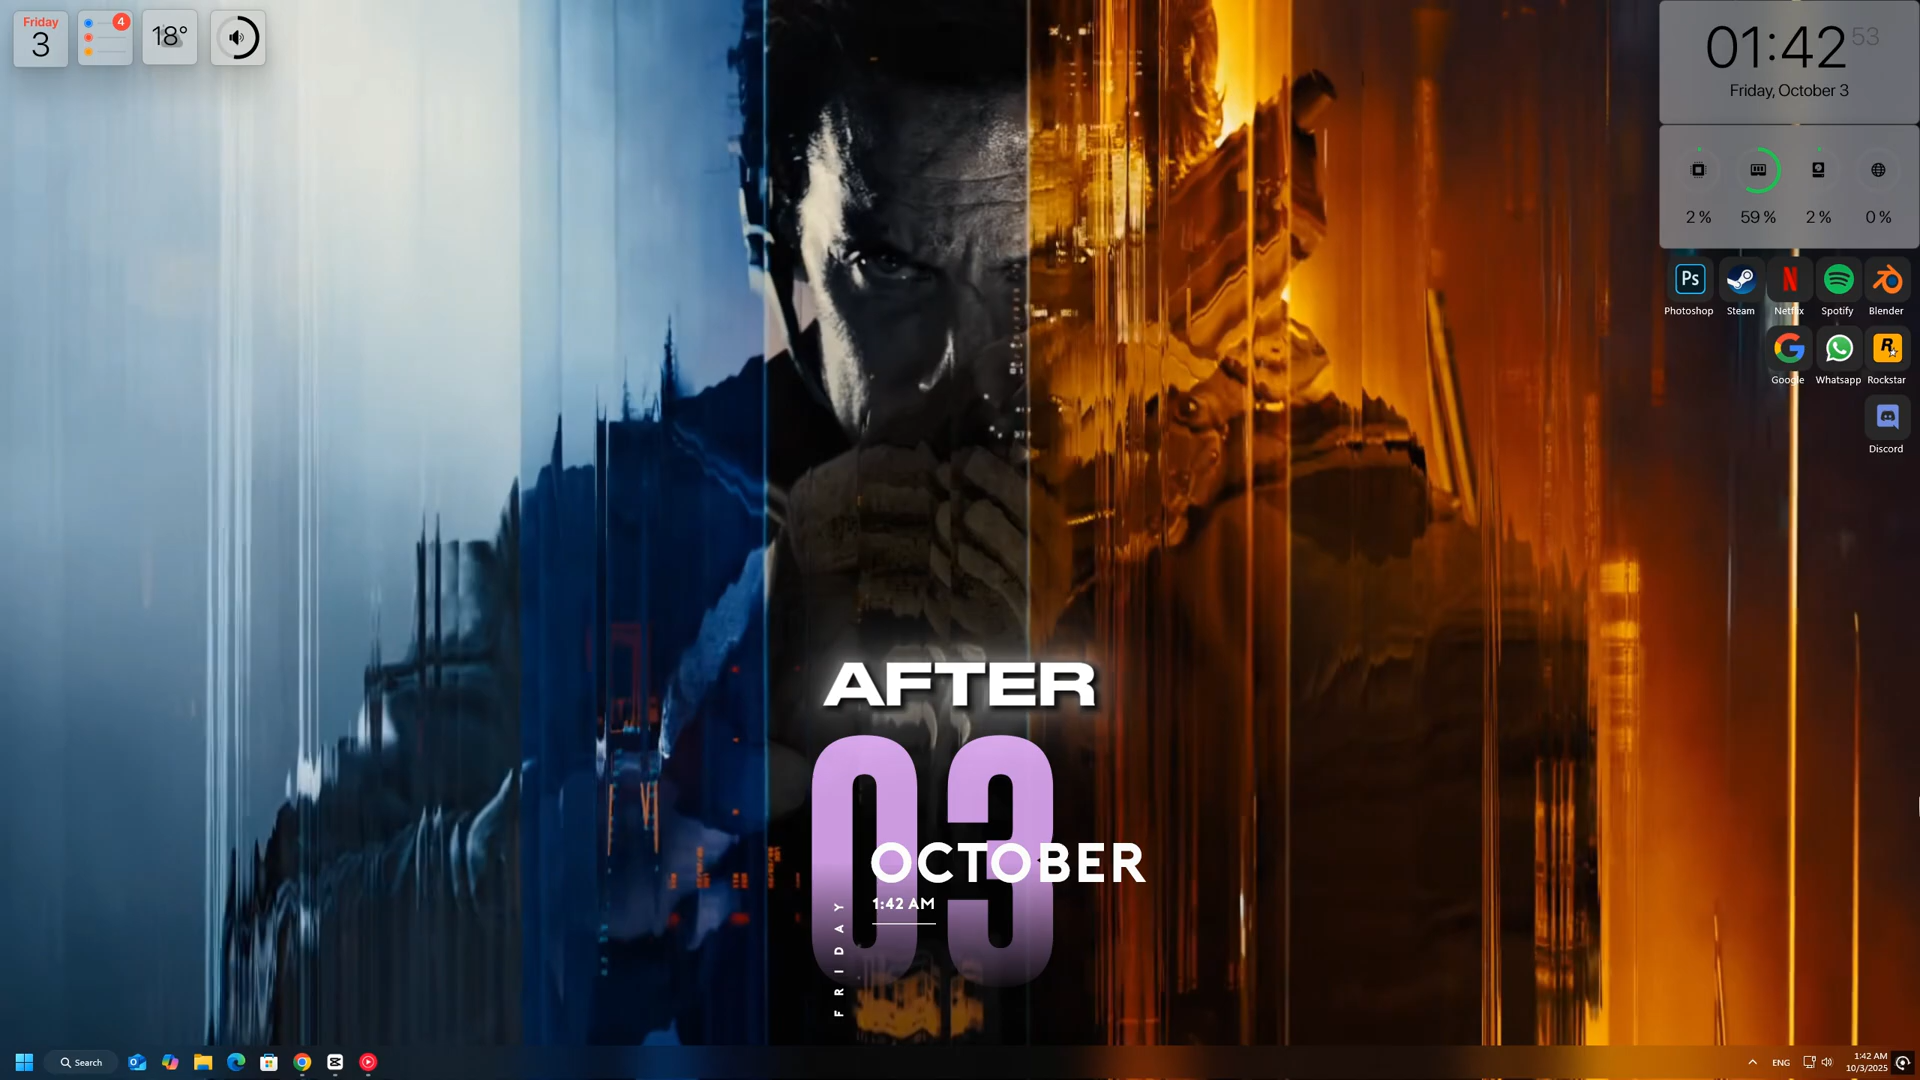 Friday
3
4
18°
01:42 53
Friday, October 3
2 % 59 % 2 % 0 %
Ps
Photoshop Steam Netflix Spotify Blender
Google Whatsapp Rockstar
Discord
AFTER
03
OCTOBER
1:42 AM
FRIDAY
Search
ENG
1:42 AM
10/3/2025